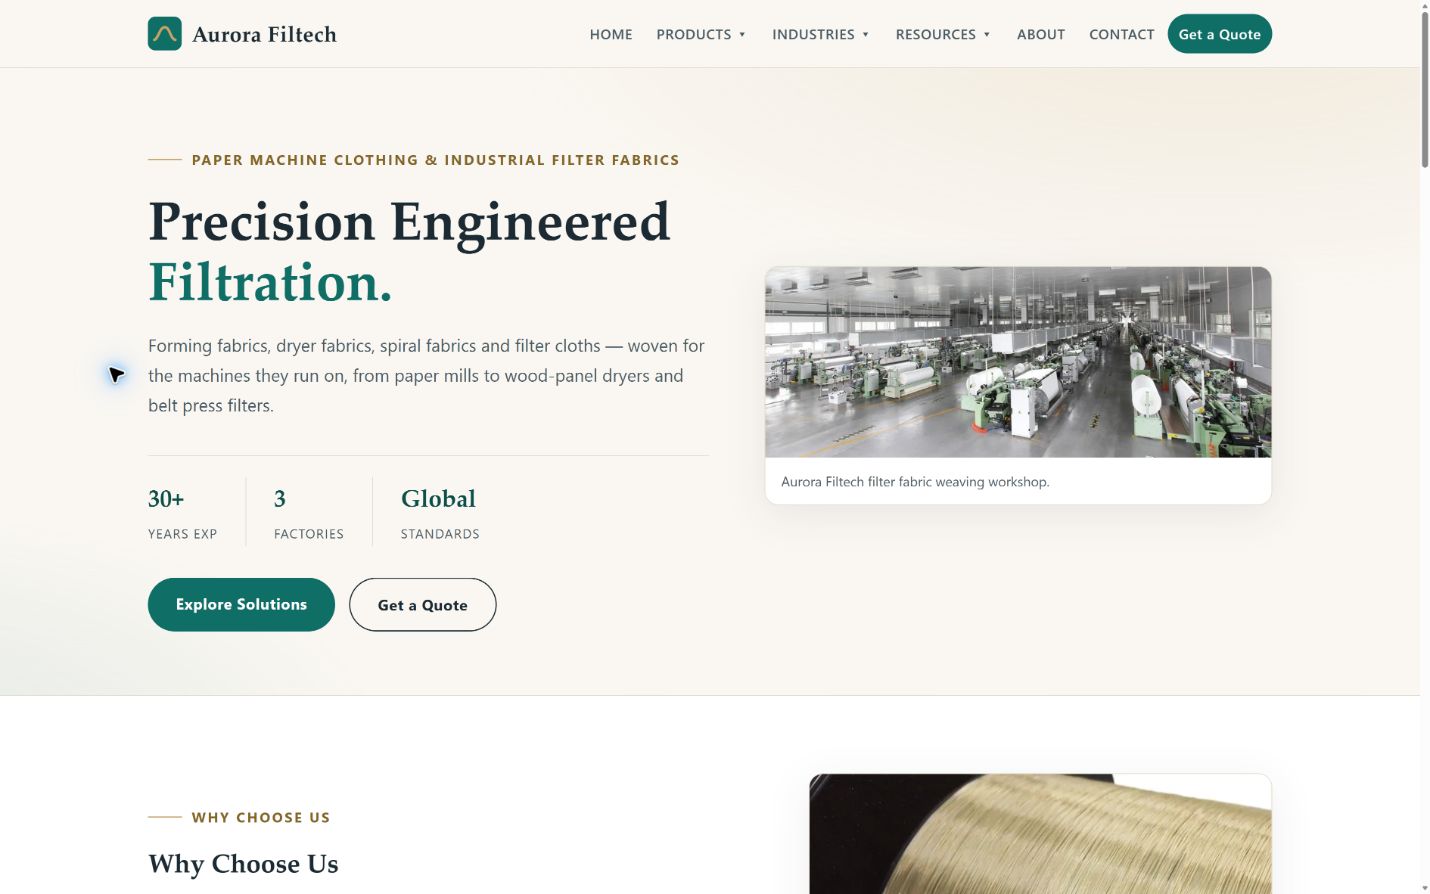 Aurora Filtech
HOME
PRODUCTS ▼
INDUSTRIES ▼
RESOURCES ▼
ABOUT
CONTACT
Get a Quote
PAPER MACHINE CLOTHING & INDUSTRIAL FILTER FABRICS
Precision Engineered
Filtration.
Forming fabrics, dryer fabrics, spiral fabrics and filter cloths — woven for
the machines they run on, from paper mills to wood-panel dryers and
belt press filters.
30+
YEARS EXP
3
FACTORIES
Global
STANDARDS
Explore Solutions
Get a Quote
Aurora Filtech filter fabric weaving workshop.
WHY CHOOSE US
Why Choose Us